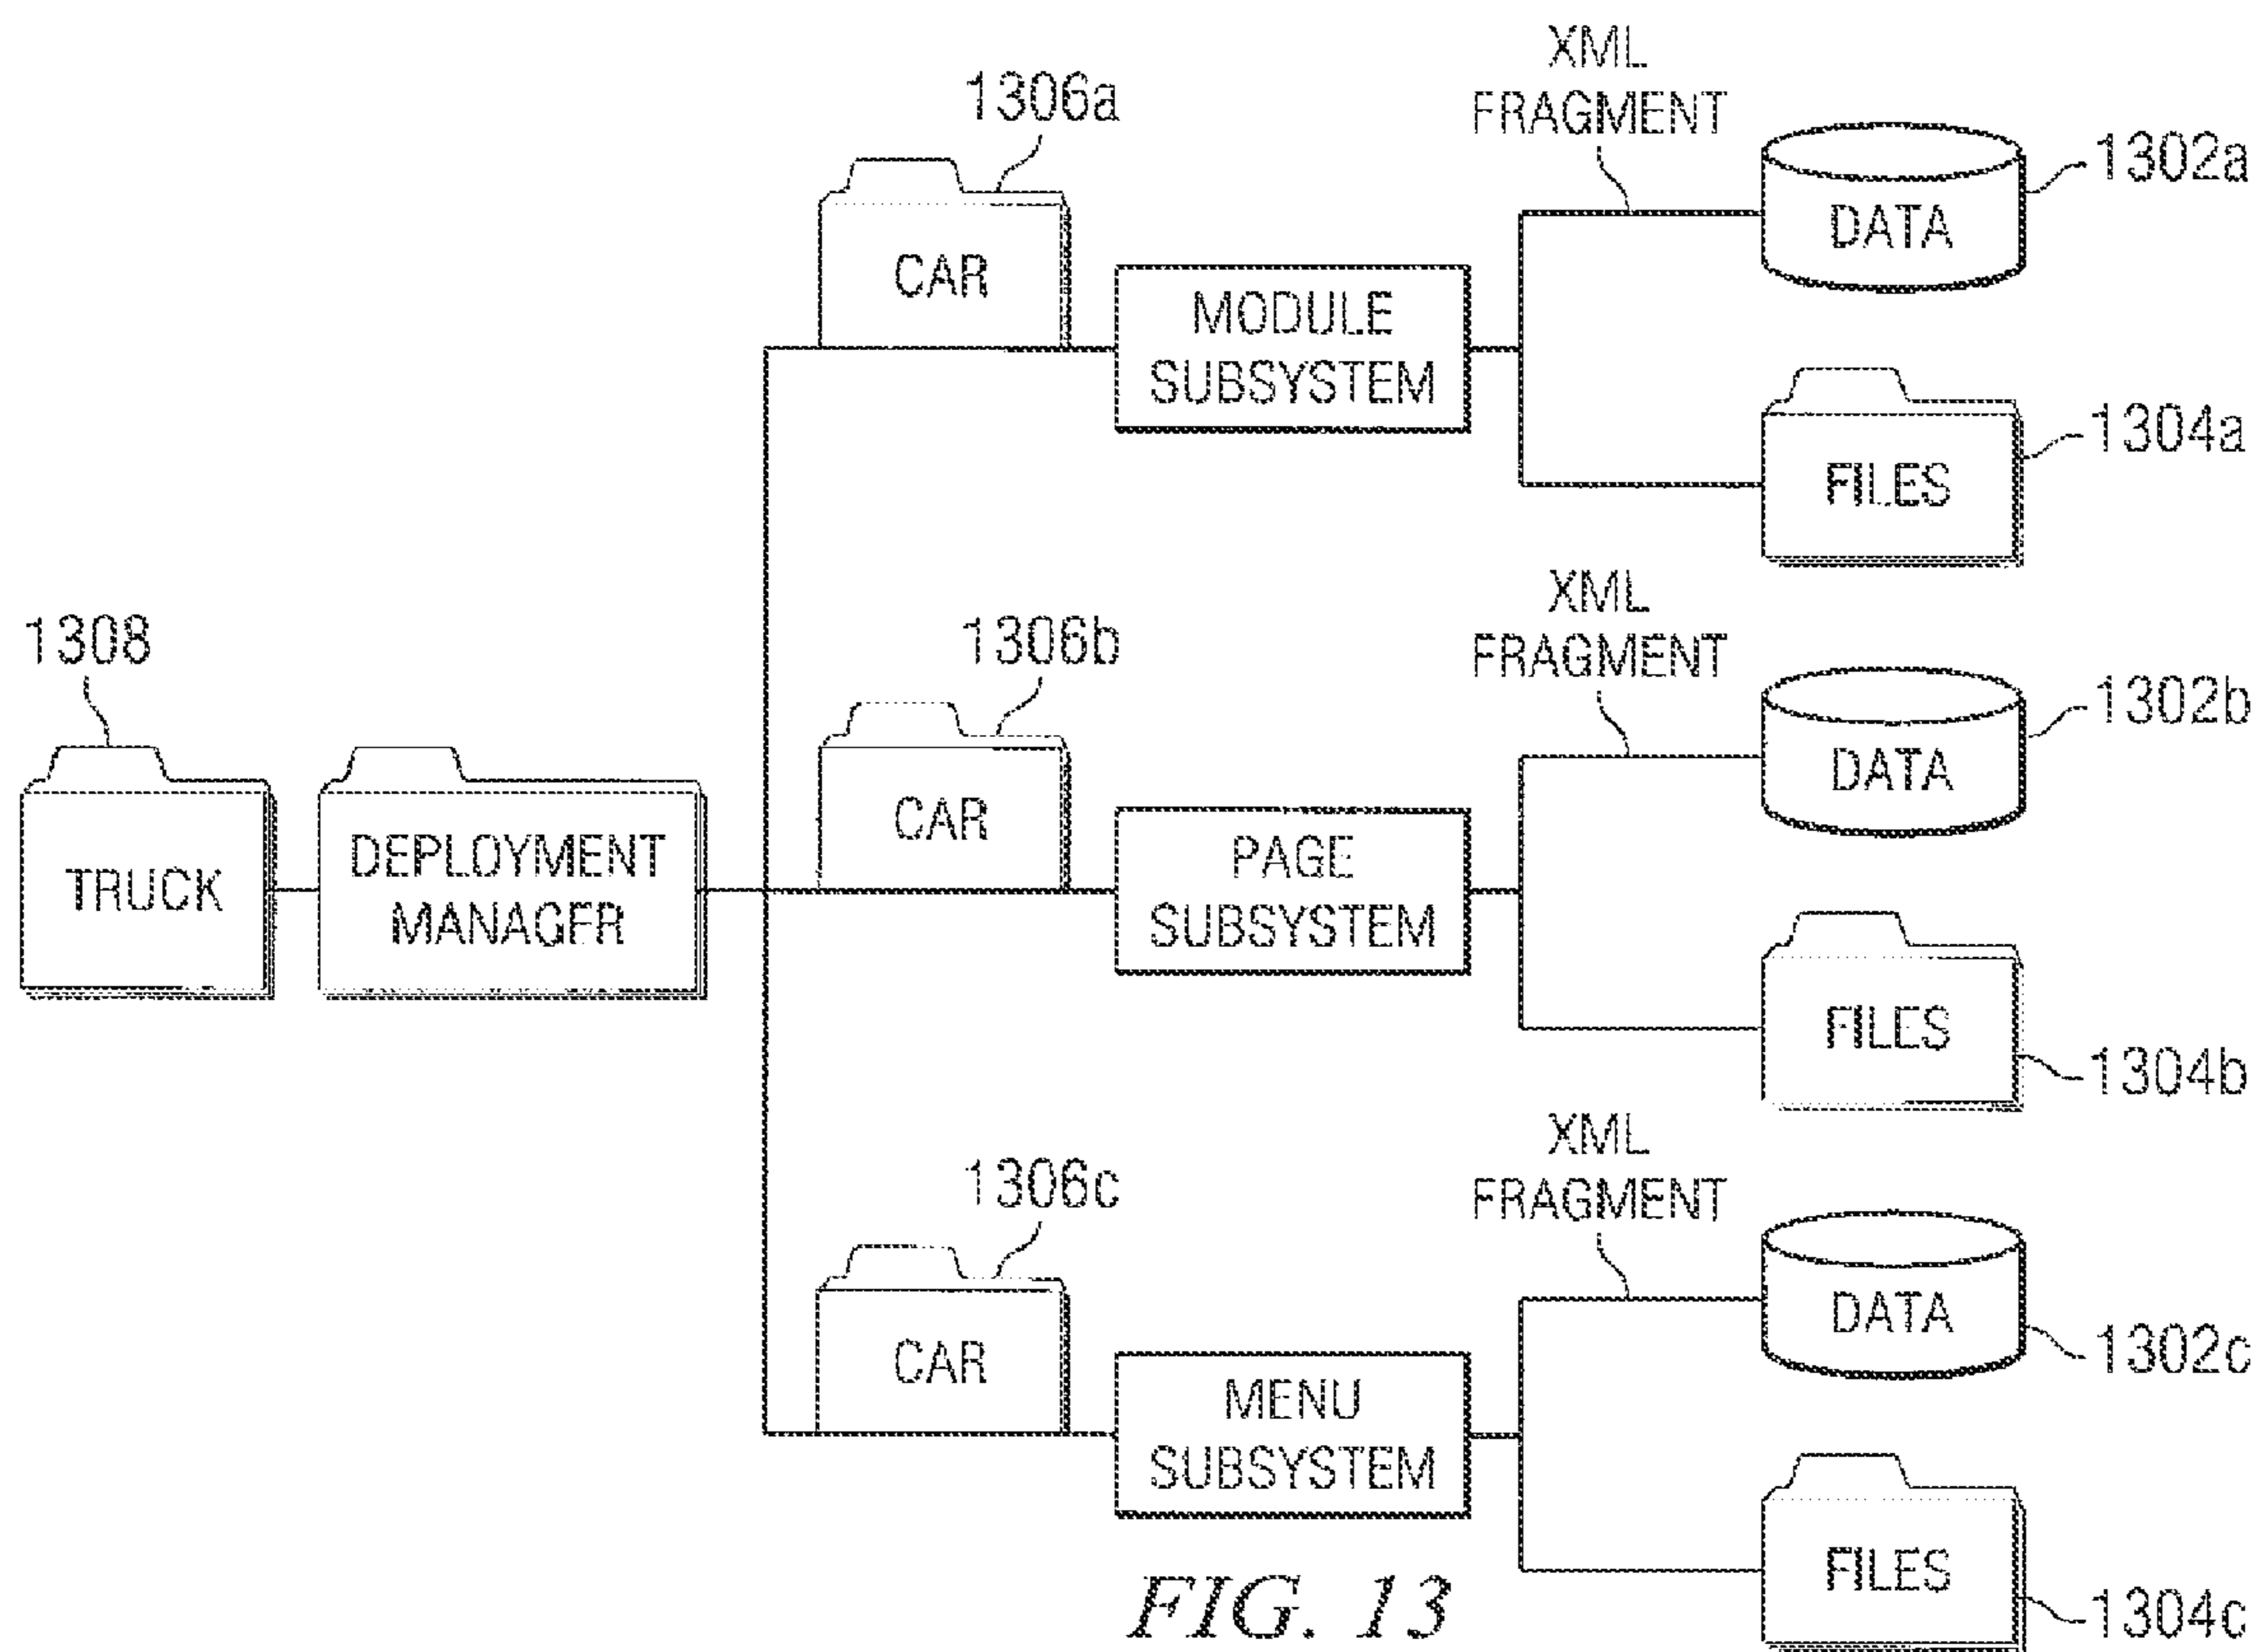 XML
FRAGMENT
1306a
1302a
DATA
CAR
MODULE
SUBSYSTEM
1304a
FILES
XML
FRAGMENT
1308
1306b
1302b
DATA
CAR
TRUCK
DEPLOYMENT
MANAGER
PAGE
SUBSYSTEM
FILES
1304b
XML
FRAGMENT
1306c
DATA
1302c
CAR
MENU
SUBSYSTEM
FILES
1304c
FIG. 13